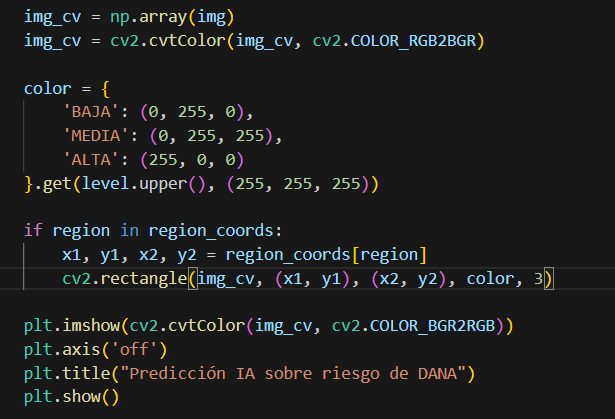 img_cv = np.array(img)
img_cv = cv2.cvtColor(img_cv, cv2.COLOR_RGB2BGR)
color = {
    'BAJA': (0, 255, 0),
    'MEDIA': (0, 255, 255),
    'ALTA': (255, 0, 0)
}.get(level.upper(), (255, 255, 255))
if region in region_coords:
    x1, y1, x2, y2 = region_coords[region]
    cv2.rectangle(img_cv, (x1, y1), (x2, y2), color, 3)
plt.imshow(cv2.cvtColor(img_cv, cv2.COLOR_BGR2RGB))
plt.axis('off')
plt.title("Predicción IA sobre riesgo de DANA")
plt.show()